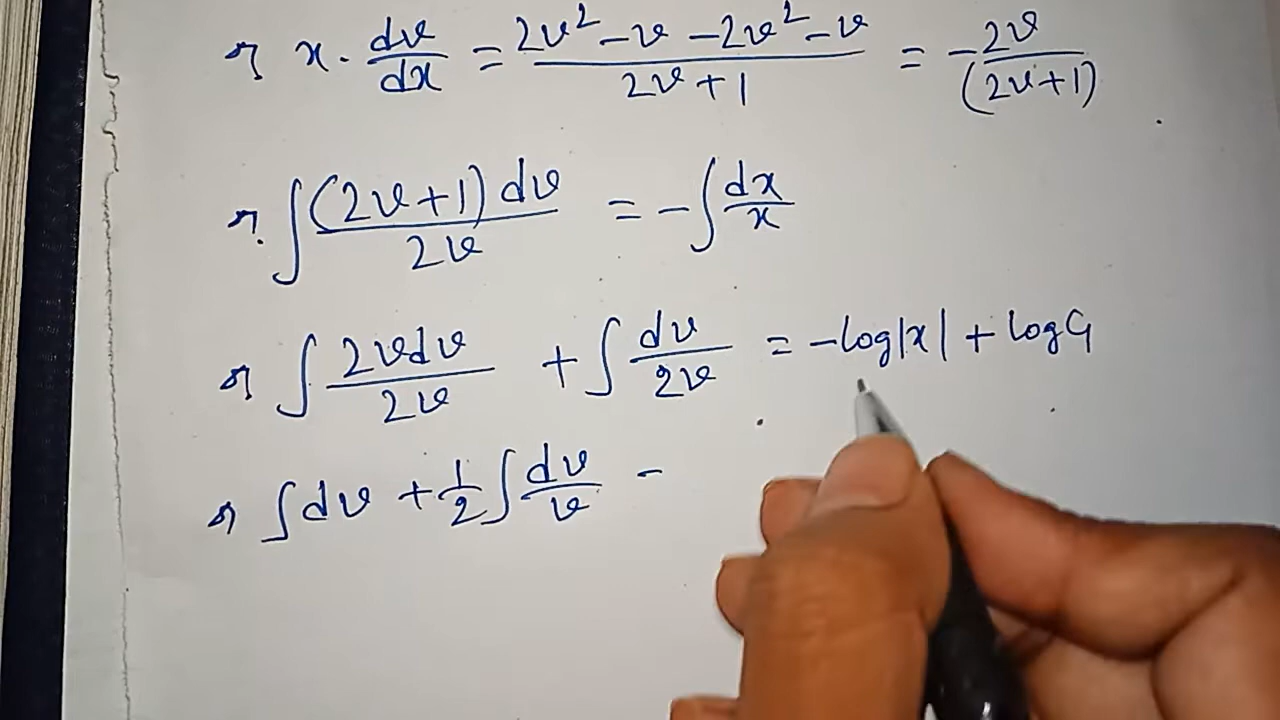 ⇒ x · dv/dx = (2v² - v - 2v² - v)/(2v + 1) = -2v/(2v + 1)
⇒ ∫ (2v + 1) dv/2v = - ∫ dx/x
⇒ ∫ 2v dv/2v + ∫ dv/2v = - log|x| + log C₁
⇒ ∫ dv + 1/2 ∫ dv/v -